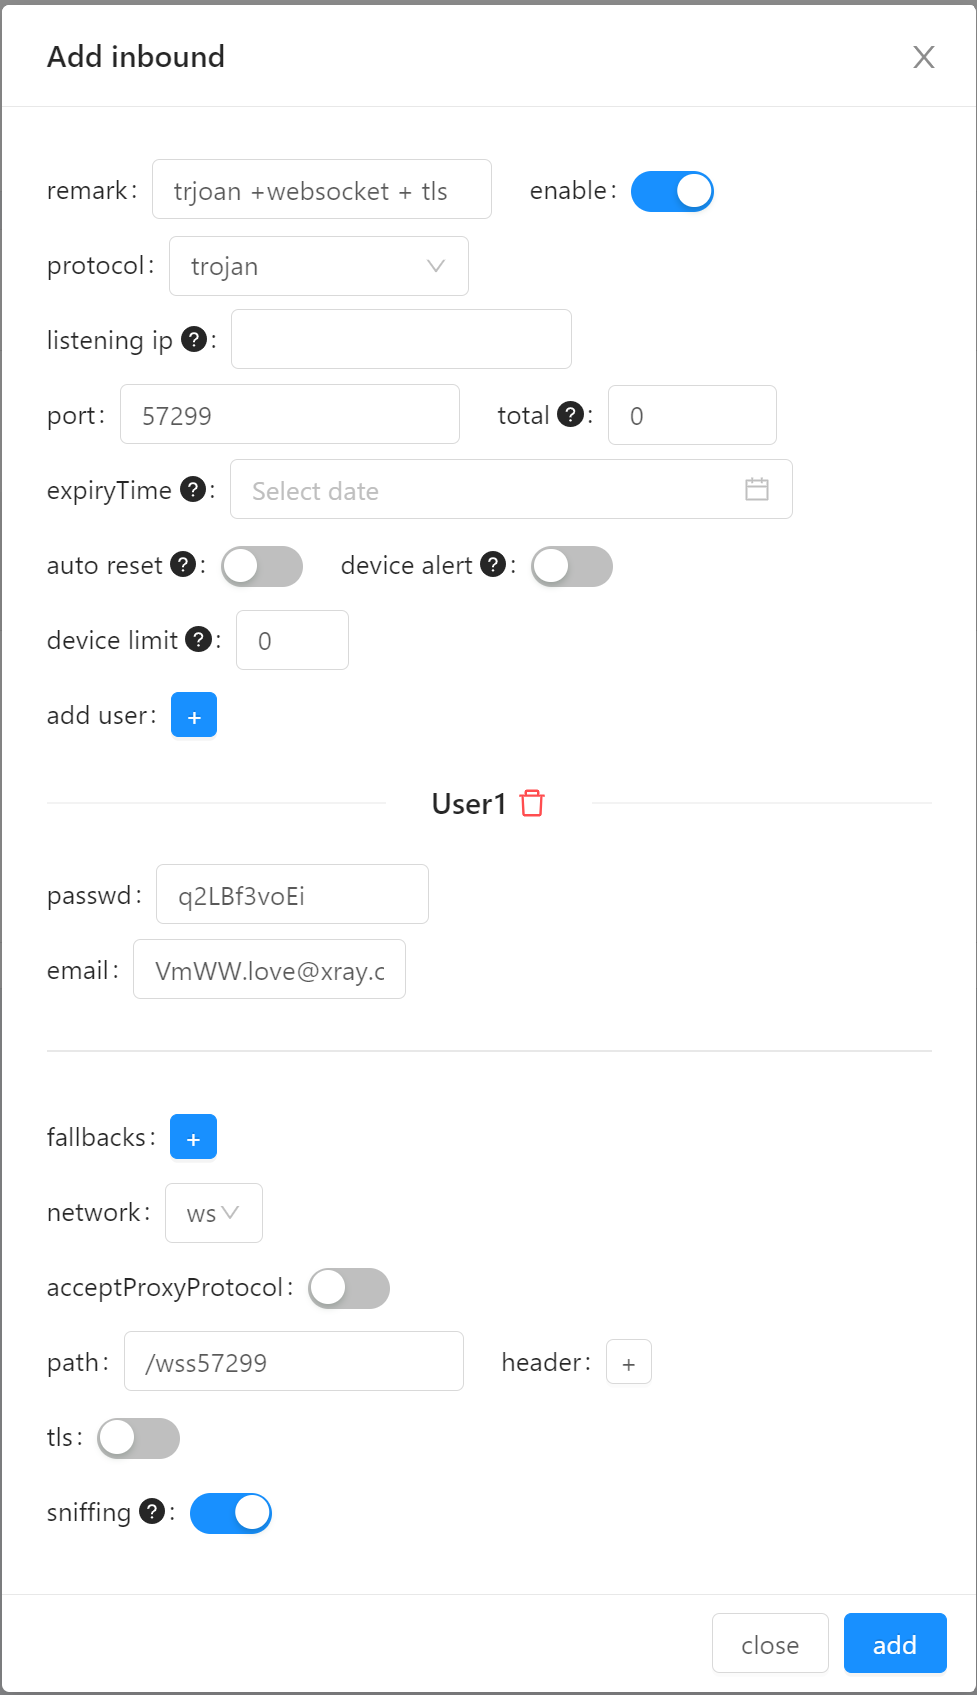 Add inbound
remark: trjoan +websocket + tls enable:
protocol: trojan
listening ip ? :
port: 57299 total ? : 0
expiryTime ? : Select date
auto reset ? : device alert ? :
device limit ? : 0
add user: +
User1
passwd: q2LBf3voEi
email: VmWW.love@xray.c
fallbacks: +
network: ws
acceptProxyProtocol:
path: /wss57299 header: +
tls:
sniffing ? :
close add